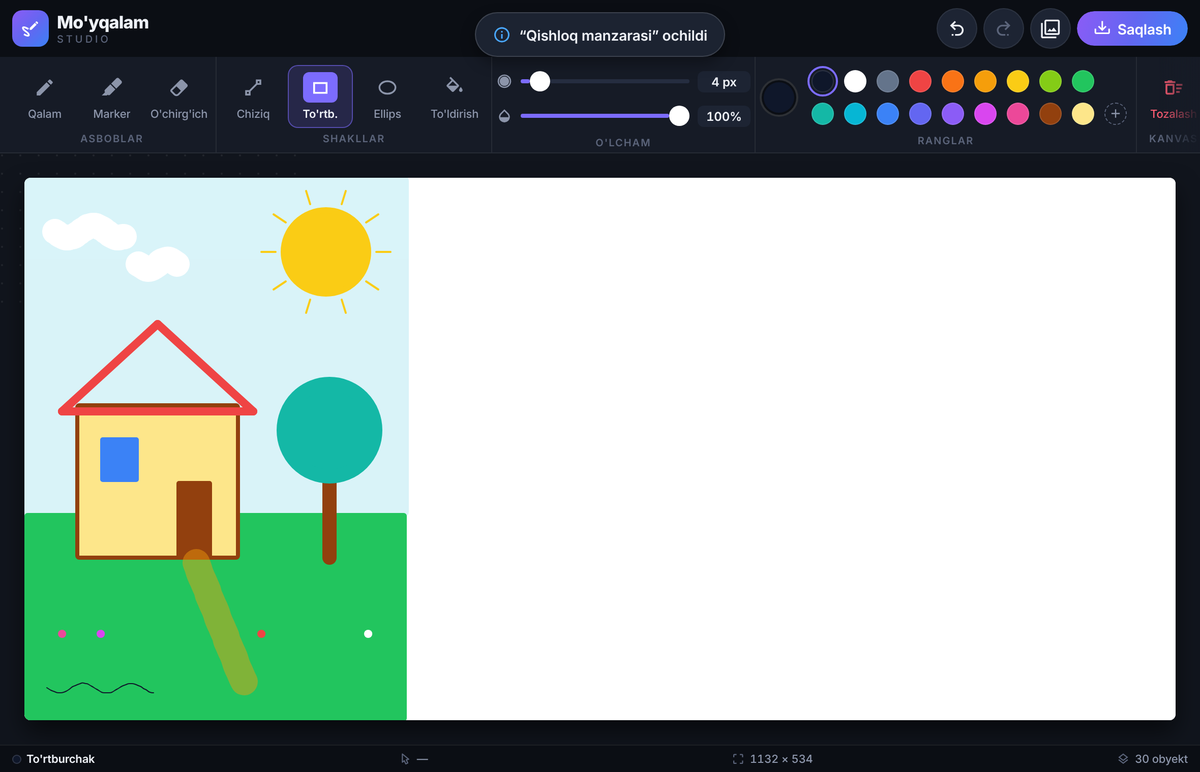 Mo'yqalam
STUDIO
“Qishloq manzarasi” ochildi
Saqlash
Qalam
Marker
O'chirg'ich
ASBOBLAR
Chiziq
To'rtb.
Ellips
To'ldirish
SHAKLLAR
4 px
100%
O'LCHAM
RANGLAR
Tozalash
KANVAS
To'rtburchak
—
1132 × 534
30 obyekt